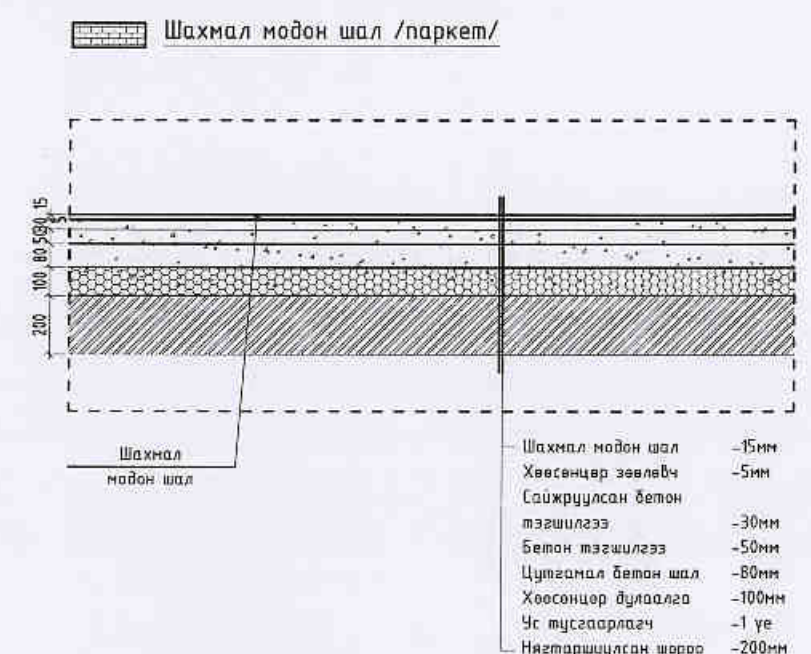 Шахмал модон шал /паркет/
15
5
30
50
80
100
200
Шахмал
модон шал
Шахмал модон шал -15мм
Хөөсөнцөр зөөлөвч -5мм
Сайжруулсан бетон
тэгшилгээ -30мм
Бетон тэгшилгээ -50мм
Цутгамал бетон шал -80мм
Хөөсөнцөр дулаалга -100мм
Ус тусгаарлагч -1 үе
Нягтаршуулсан шороо -200мм